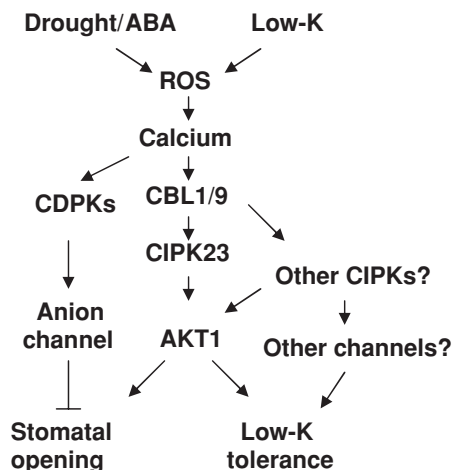 Drought/ABA
Low-K
ROS
Calcium
CDPKs
CBL1/9
CIPK23
Other CIPKs?
Anion
channel
AKT1
Other channels?
Stomatal
opening
Low-K
tolerance